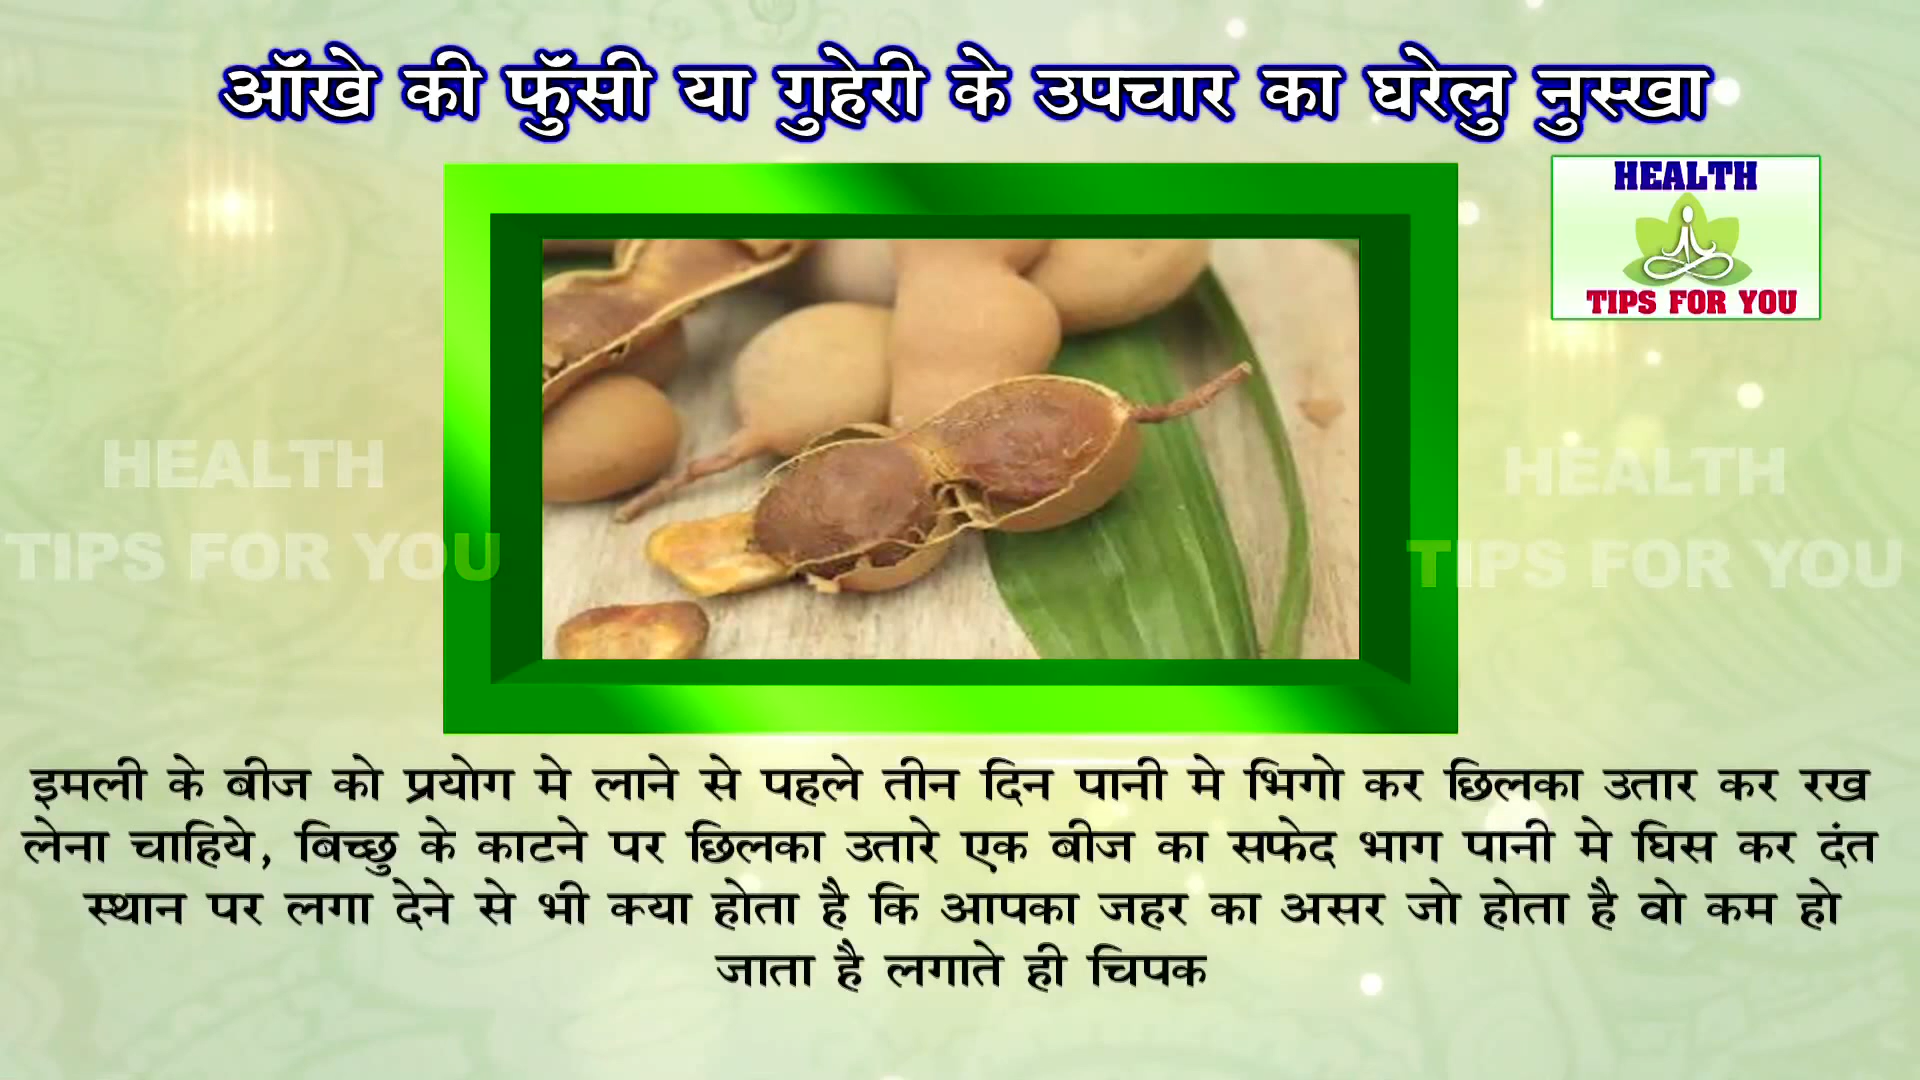 ऑंखे की फुँसी या गुहेरी के उपचार का घरेलु नुस्खा
HEALTH
TIPS FOR YOU
HEALTH
TIPS FOR YOU
HEALTH
TIPS FOR YOU
इमली के बीज को प्रयोग मे लाने से पहले तीन दिन पानी मे भिगो कर छिलका उतार कर रख
लेना चाहिये, बिच्छु के काटने पर छिलका उतारे एक बीज का सफेद भाग पानी मे घिस कर दंत
स्थान पर लगा देने से भी क्या होता है कि आपका जहर का असर जो होता है वो कम हो
जाता है लगाते ही चिपक